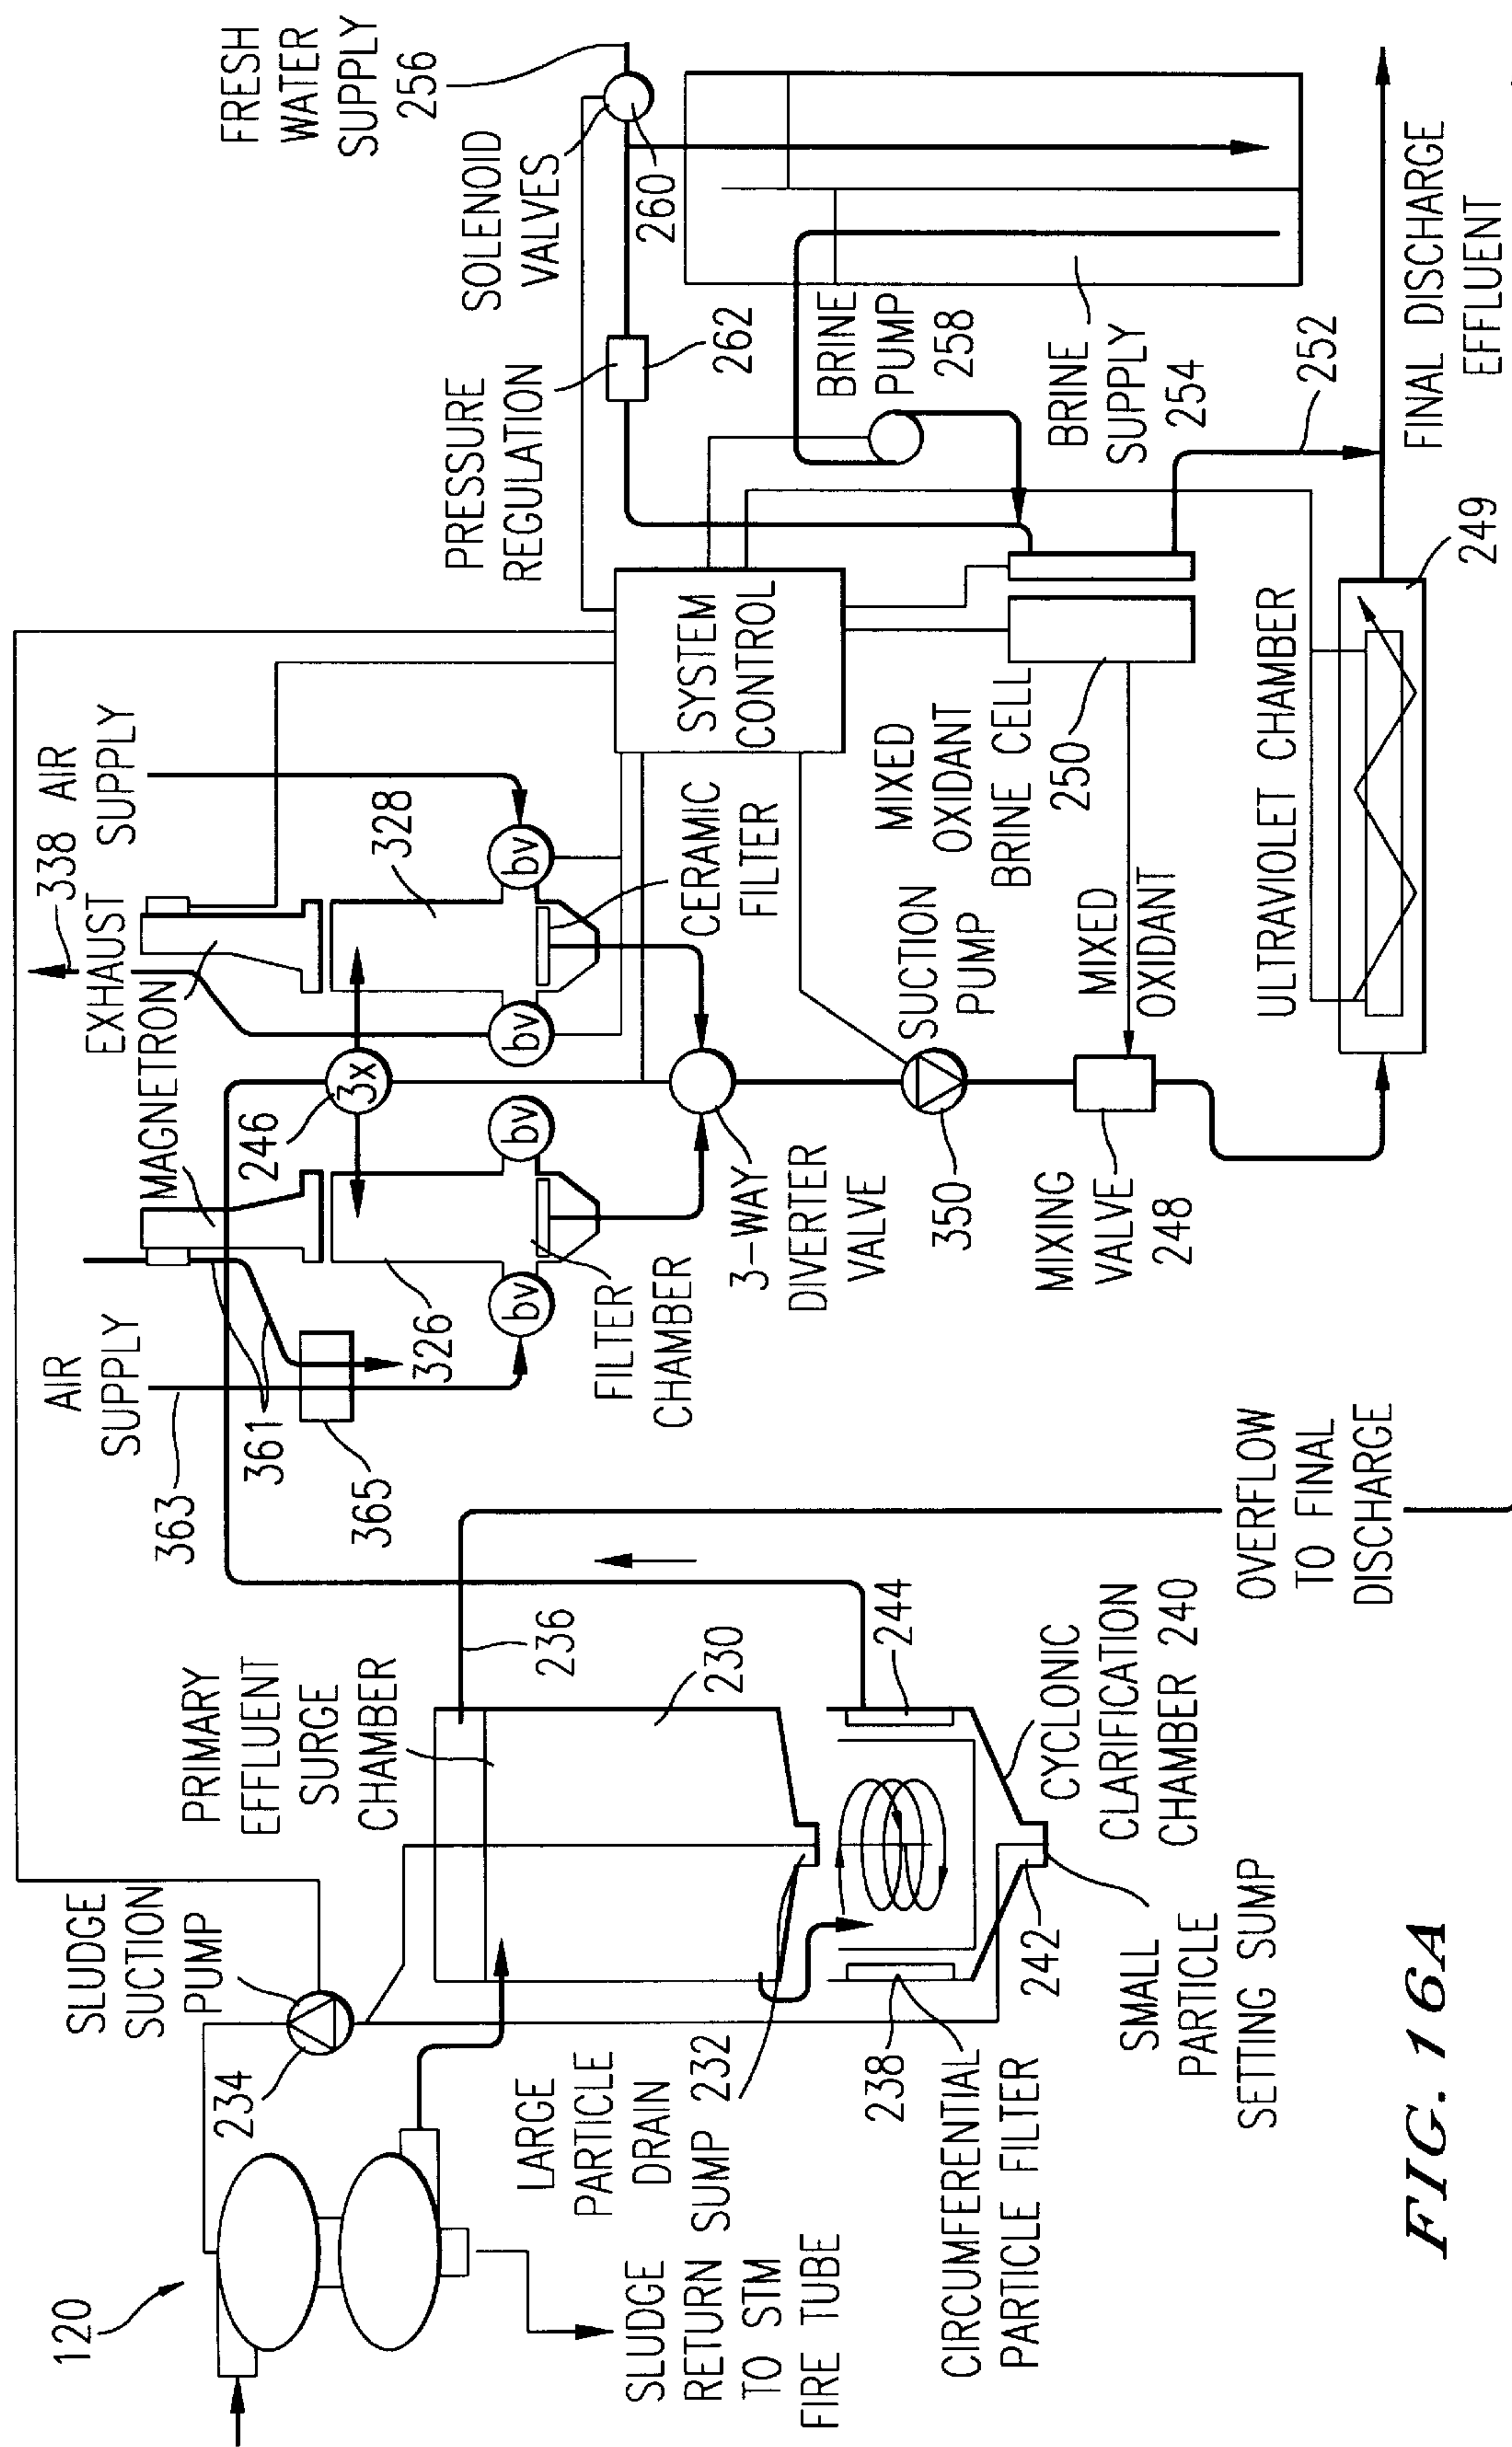 120
234
SLUDGE
SUCTION
PUMP
PRIMARY
EFFLUENT
SURGE
CHAMBER
236
230
SLUDGE
RETURN
TO STM
FIRE TUBE
LARGE
PARTICLE
DRAIN
SUMP 232
238
CIRCUMFERENTIAL
PARTICLE FILTER
242
SMALL
PARTICLE
SETTING SUMP
244
CYCLONIC
CLARIFICATION
CHAMBER 240
OVERFLOW
TO FINAL
DISCHARGE
AIR
SUPPLY
363
361
365
MAGNETRON
246
3x
326
bv
bv
FILTER
CHAMBER
EXHAUST
338
AIR
SUPPLY
328
bv
bv
CERAMIC
FILTER
3-WAY
DIVERTER
VALVE
SUCTION
PUMP
350
MIXING
VALVE
248
MIXED
OXIDANT
MIXED
OXIDANT
BRINE CELL
250
SYSTEM
CONTROL
ULTRAVIOLET CHAMBER
249
PRESSURE
REGULATION
262
SOLENOID
VALVES
260
FRESH
WATER
SUPPLY
256
BRINE
PUMP
258
BRINE
SUPPLY
254
252
FINAL DISCHARGE
EFFLUENT
FIG. 16A